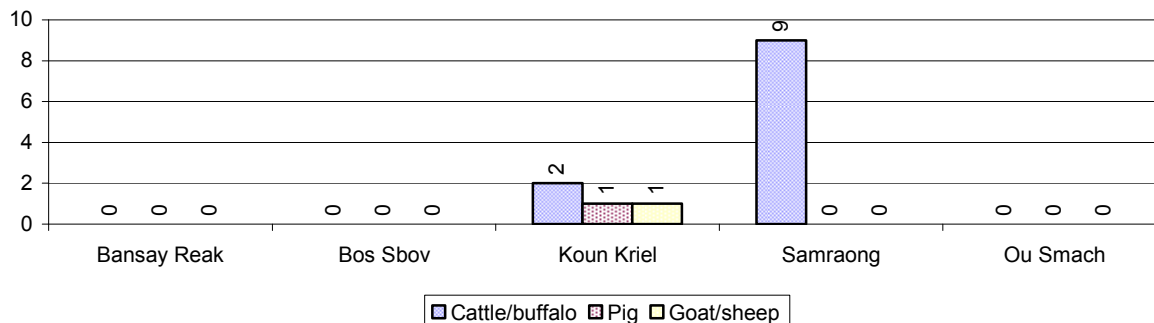 10
8
6
4
2
0
0 0 0 0 0 0 2 1 1 9 0 0 0 0 0
Bansay Reak Bos Sbov Koun Kriel Samraong Ou Smach
Cattle/buffalo Pig Goat/sheep